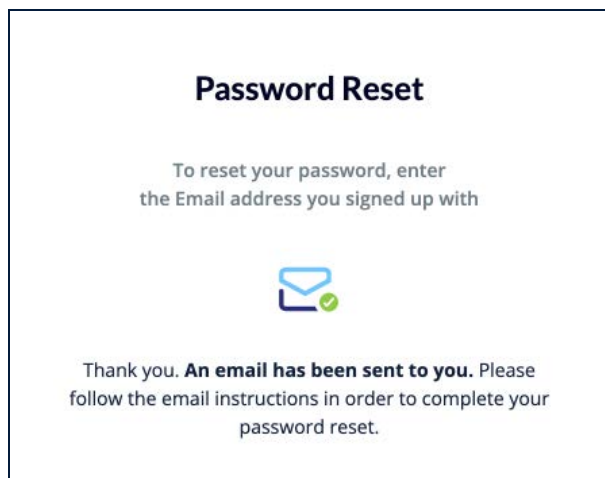 Password Reset
To reset your password, enter
the Email address you signed up with
Thank you. An email has been sent to you. Please
follow the email instructions in order to complete your
password reset.